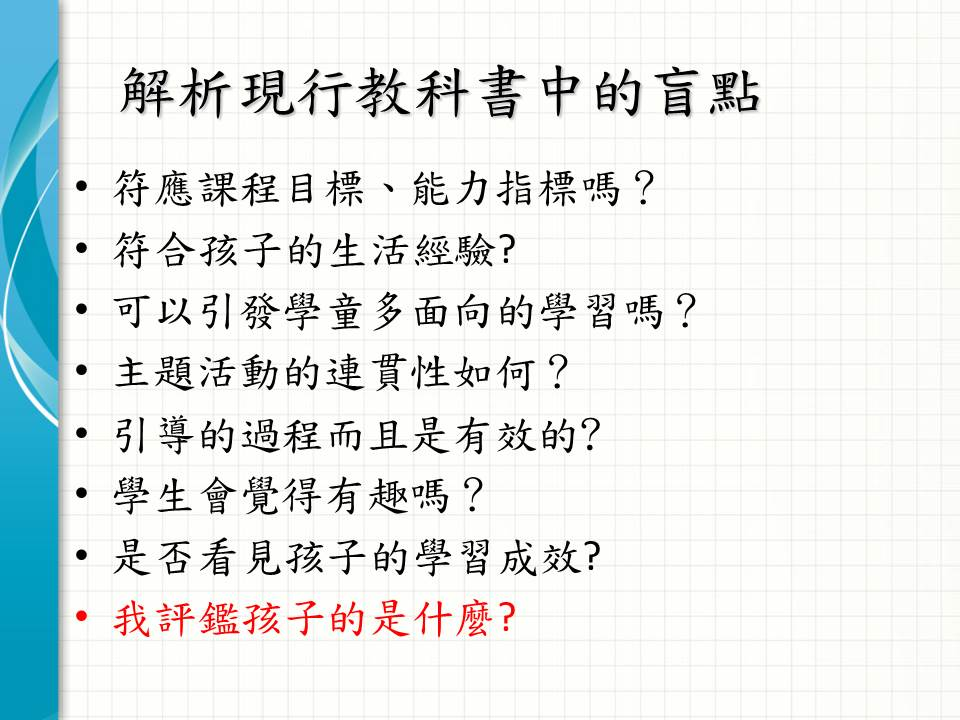 解析現行教科書中的盲點
• 符應課程目標、能力指標嗎？
• 符合孩子的生活經驗?
• 可以引發學童多面向的學習嗎？
• 主題活動的連貫性如何？
• 引導的過程而且是有效的?
• 學生會覺得有趣嗎？
• 是否看見孩子的學習成效?
• 我評鑑孩子的是什麼?